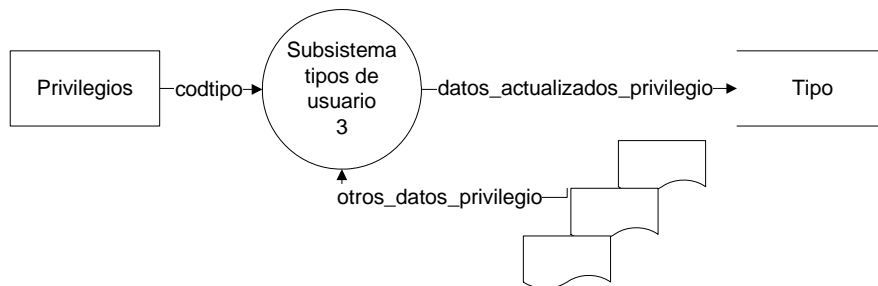 Subsistema
tipos de
usuario
3
Privilegios
codtipo
datos_actualizados_privilegio
Tipo
otros_datos_privilegio